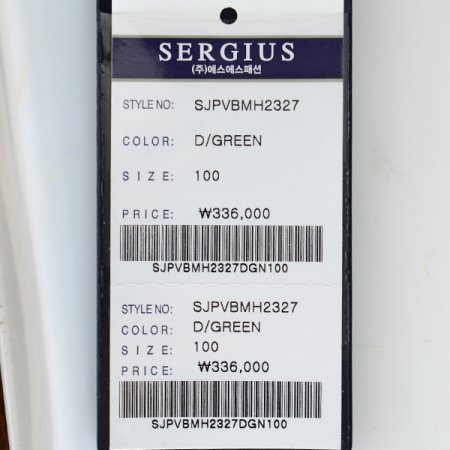 SERGIUS
(주)에스에스패션
STYLE NO: SJPVBMH2327
COLOR: D/GREEN
SIZE: 100
PRICE: ₩336,000
SJPVBMH2327DGN100
STYLE NO: SJPVBMH2327
COLOR: D/GREEN
SIZE: 100
PRICE: ₩336,000
SJPVBMH2327DGN100